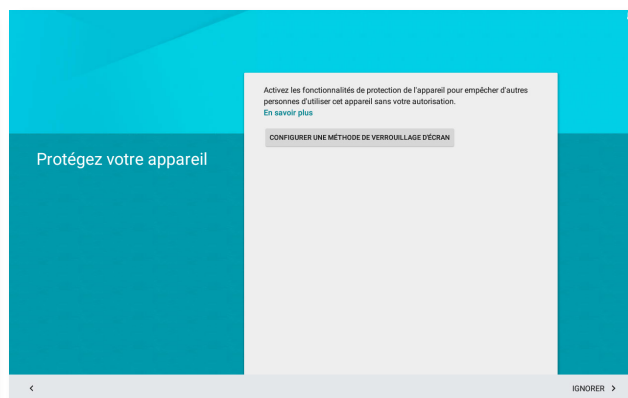 Activez les fonctionnalités de protection de l'appareil pour empêcher d'autres
personnes d'utiliser cet appareil sans votre autorisation.
En savoir plus
CONFIGURER UNE MÉTHODE DE VERROUILLAGE D'ÉCRAN
Protégez votre appareil
IGNORER